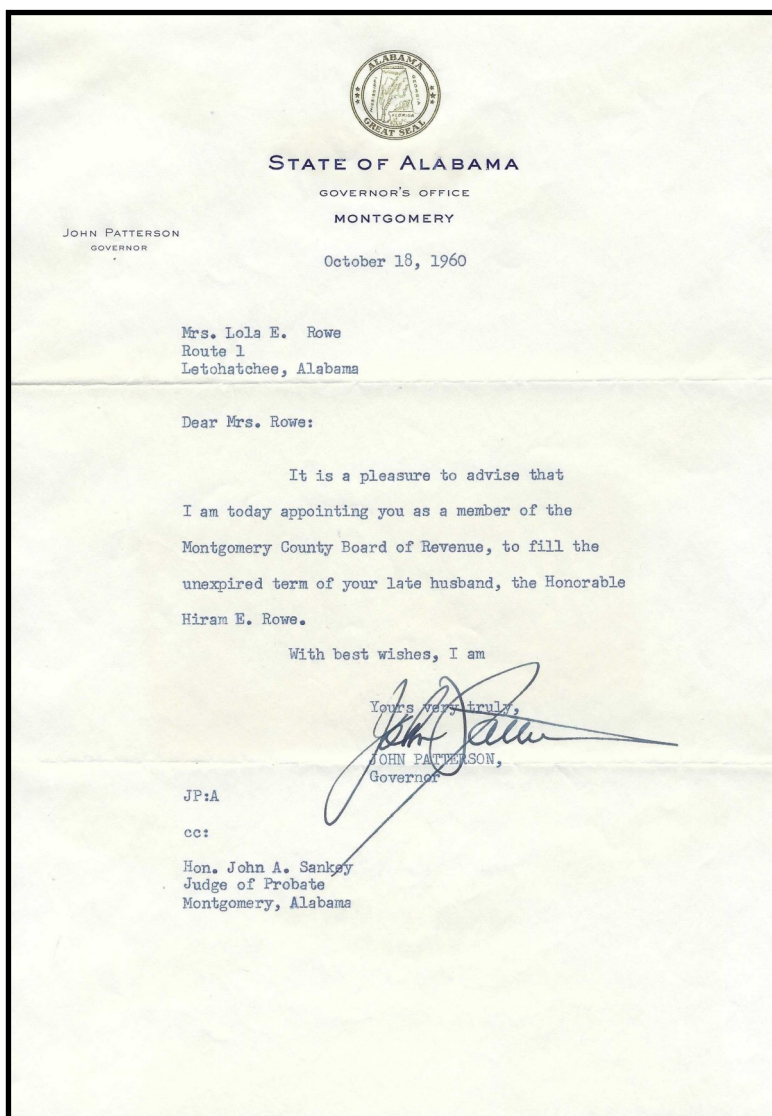 ALABAMA
GREAT SEAL
FLORIDA
STATE OF ALABAMA
GOVERNOR'S OFFICE
MONTGOMERY
JOHN PATTERSON
GOVERNOR
October 18, 1960
Mrs. Lola E. Rowe
Route 1
Letohatchee, Alabama
Dear Mrs. Rowe:
It is a pleasure to advise that
I am today appointing you as a member of the
Montgomery County Board of Revenue, to fill the
unexpired term of your late husband, the Honorable
Hiram E. Rowe.
With best wishes, I am
Yours very truly,
John Patterson
JOHN PATTERSON,
Governor
JP:A
cc:
Hon. John A. Sankey
Judge of Probate
Montgomery, Alabama